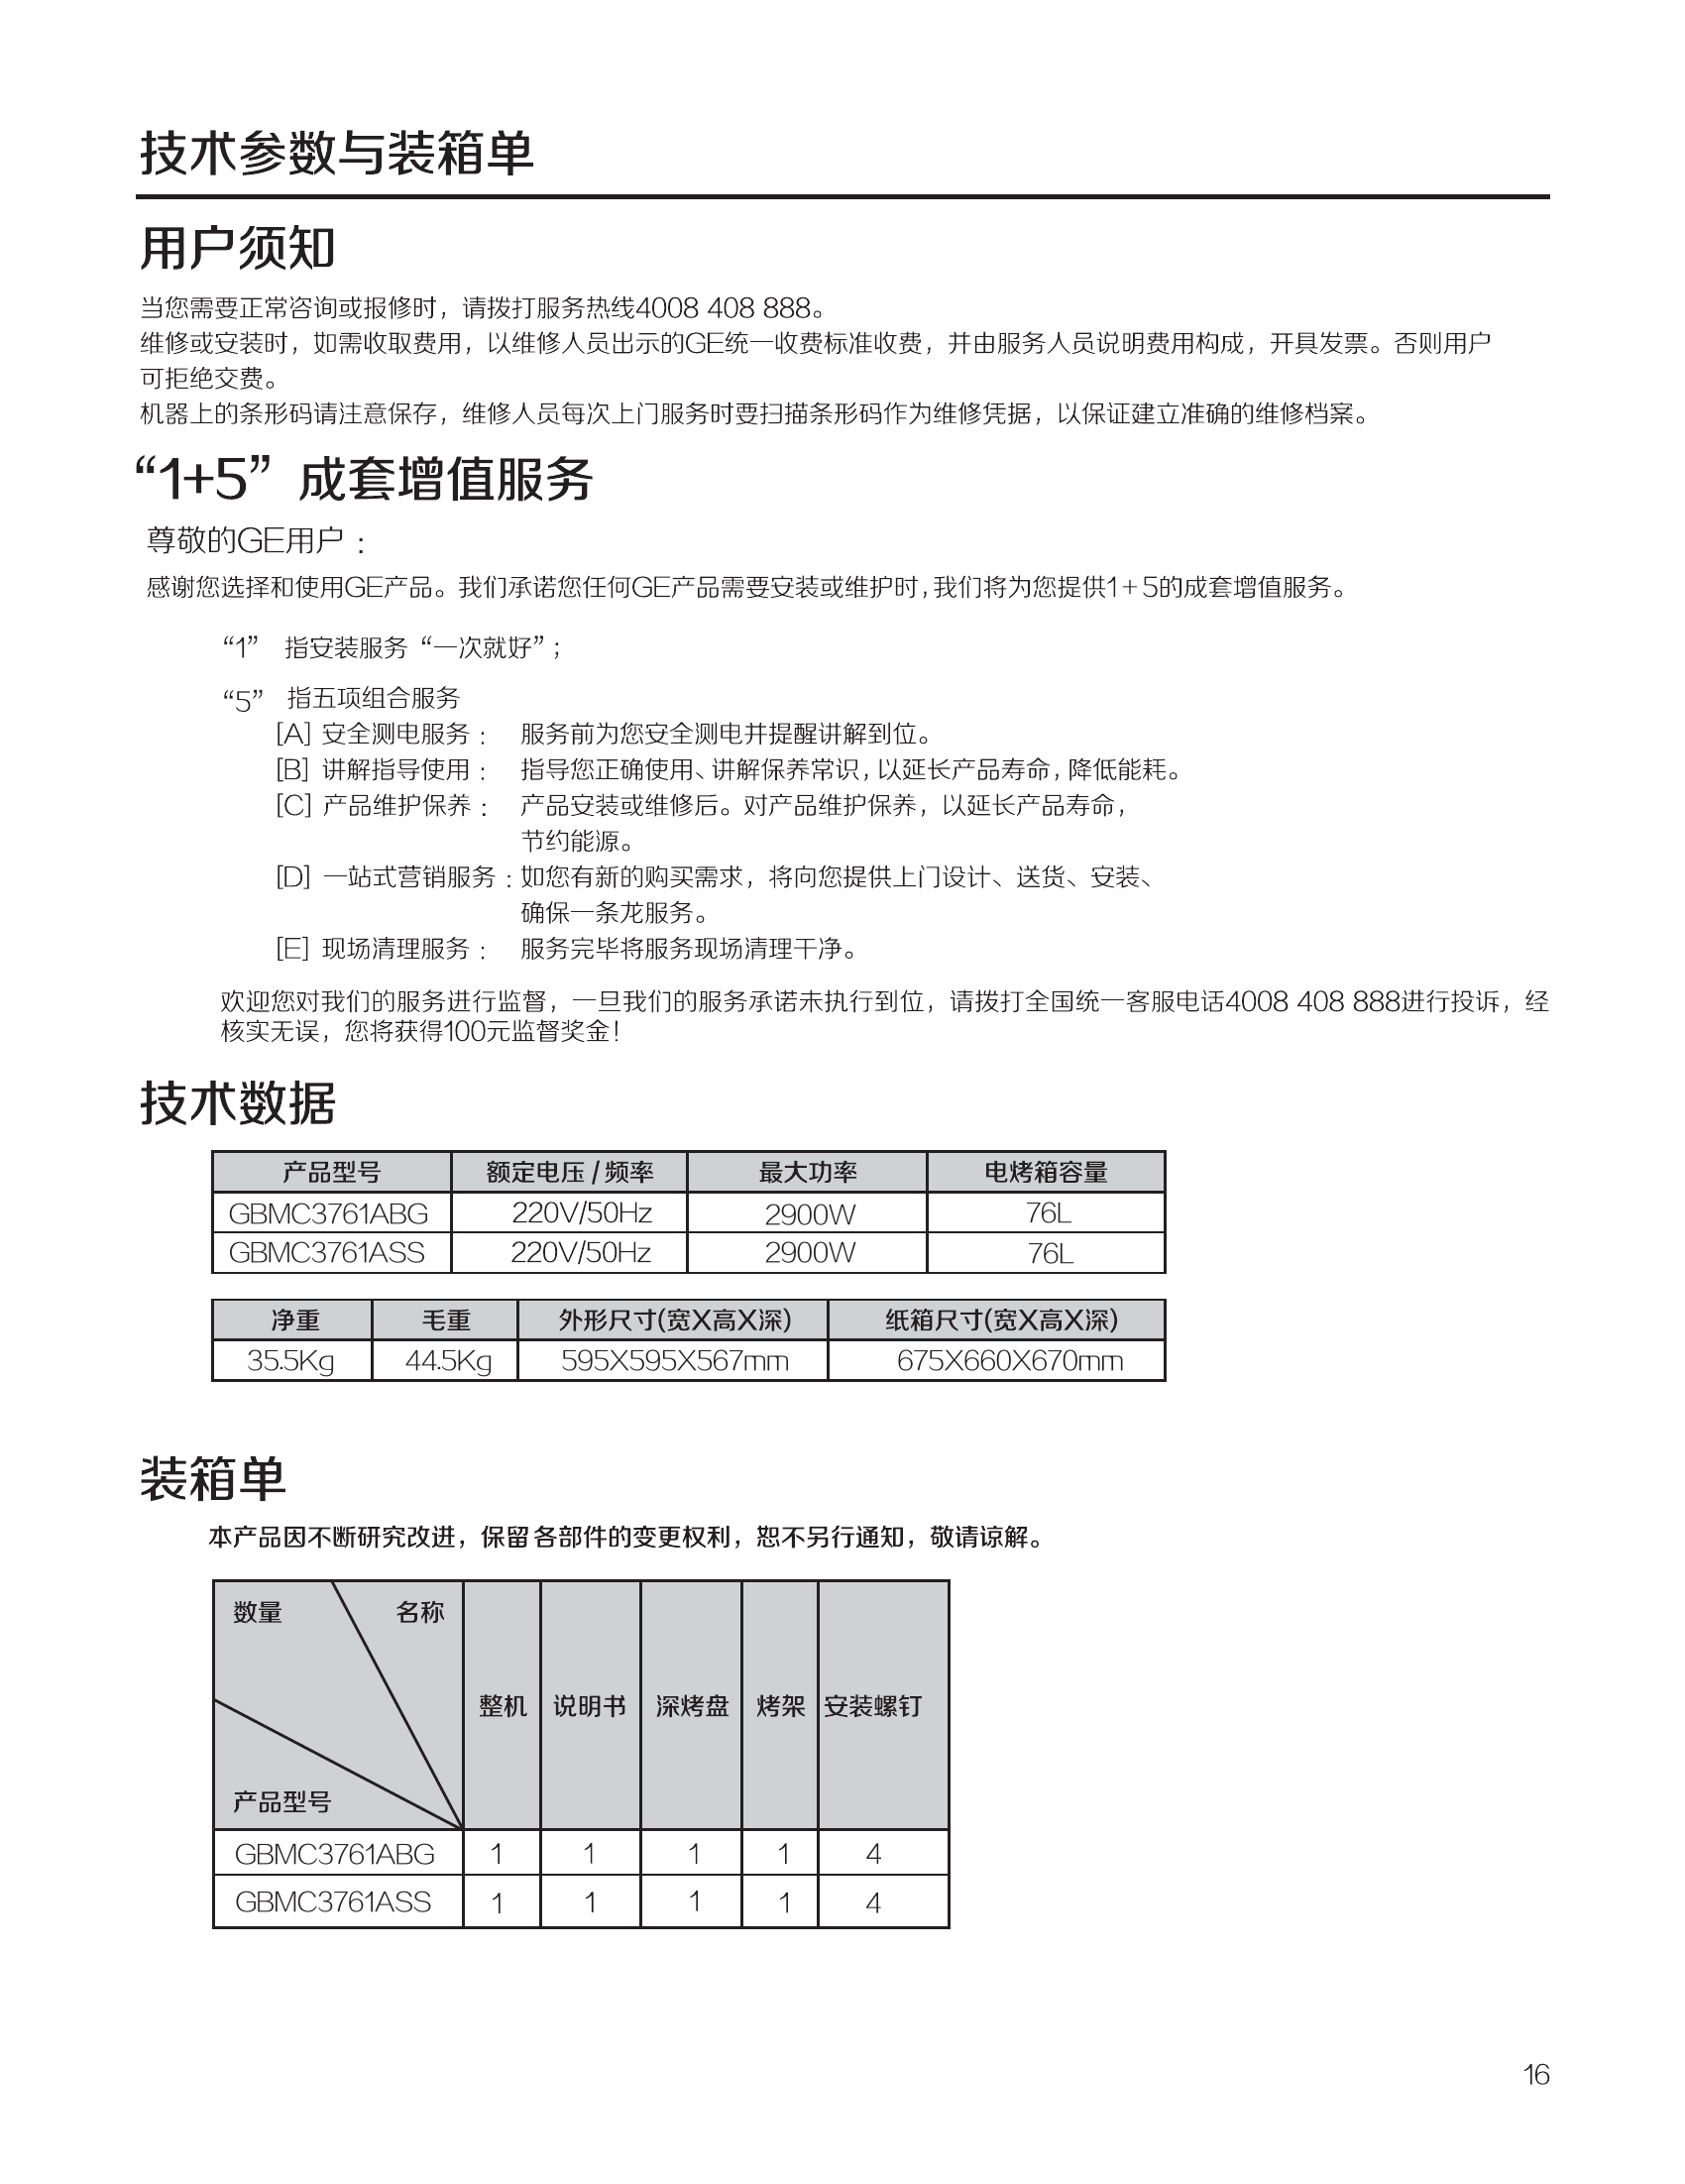 技术参数与装箱单
用户须知
当您需要正常咨询或报修时，请拨打服务热线4008 408 888。
维修或安装时，如需收取费用，以维修人员出示的GE统一收费标准收费，并由服务人员说明费用构成，开具发票。否则用户
可拒绝交费。
机器上的条形码请注意保存，维修人员每次上门服务时要扫描条形码作为维修凭据，以保证建立准确的维修档案。
“1+5” 成套增值服务
尊敬的GE用户：
感谢您选择和使用GE产品。我们承诺您任何GE产品需要安装或维护时，我们将为您提供1+5的成套增值服务。
“1” 指安装服务“一次就好”；
“5” 指五项组合服务
[A] 安全测电服务： 服务前为您安全测电并提醒讲解到位。
[B] 讲解指导使用： 指导您正确使用、讲解保养常识，以延长产品寿命，降低能耗。
[C] 产品维护保养： 产品安装或维修后。对产品维护保养，以延长产品寿命，
节约能源。
[D] 一站式营销服务：如您有新的购买需求，将向您提供上门设计、送货、安装、
确保一条龙服务。
[E] 现场清理服务： 服务完毕将服务现场清理干净。
欢迎您对我们的服务进行监督，一旦我们的服务承诺未执行到位，请拨打全国统一客服电话4008 408 888进行投诉，经
核实无误，您将获得100元监督奖金！
技术数据
产品型号 额定电压 / 频率 最大功率 电烤箱容量
GBMC3761ABG 220V/50Hz 2900W 76L
GBMC3761ASS 220V/50Hz 2900W 76L
净重 毛重 外形尺寸(宽X高X深) 纸箱尺寸(宽X高X深)
35.5Kg 44.5Kg 595X595X567mm 675X660X670mm
装箱单
本产品因不断研究改进，保留各部件的变更权利，恕不另行通知，敬请谅解。
数量 名称
整机 说明书 深烤盘 烤架 安装螺钉
产品型号
GBMC3761ABG 1 1 1 1 4
GBMC3761ASS 1 1 1 1 4
16